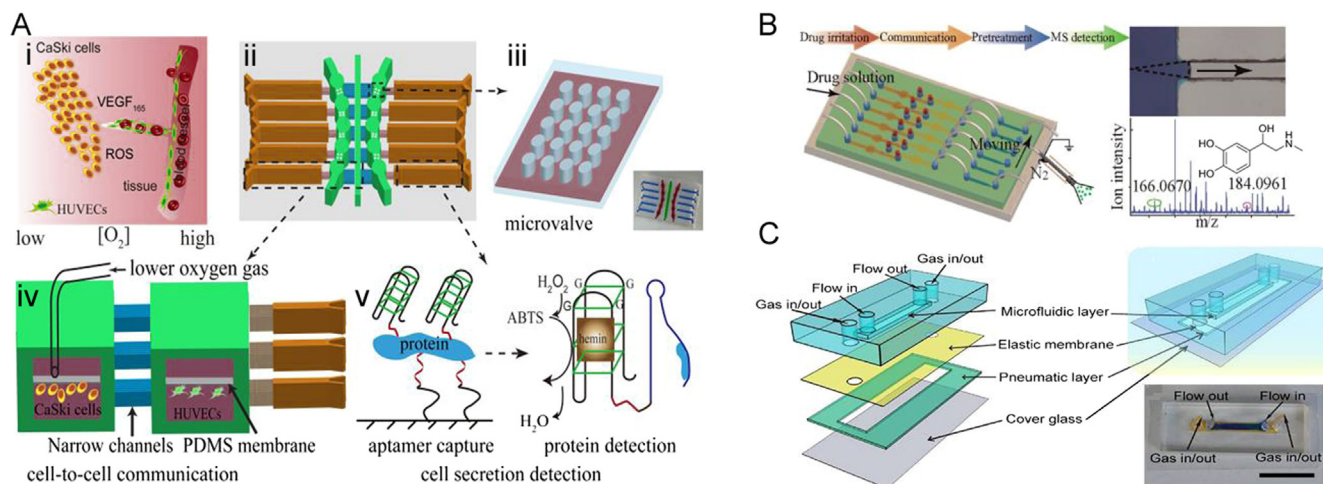 A
i
CaSki cells
VEGF165
ROS
blood vessel
tissue
HUVECs
low [O2] high
ii
iii
microvalve
iv
lower oxygen gas
CaSki cells
HUVECs
Narrow channels PDMS membrane
cell-to-cell communication
v
protein
aptamer capture
H2O2
ABTS
H2O
G G
G
hemin
protein detection
cell secretion detection
B
Drug irritation Communication Pretreatment MS detection
Drug solution
Moving
N2
Ion intensity
166.0670
184.0961
OH
HO
HO
HN
m/z
C
Gas in/out
Flow out
Flow in
Gas in/out
Microfluidic layer
Elastic membrane
Pneumatic layer
Cover glass
Flow out Flow in
Gas in/out Gas in/out